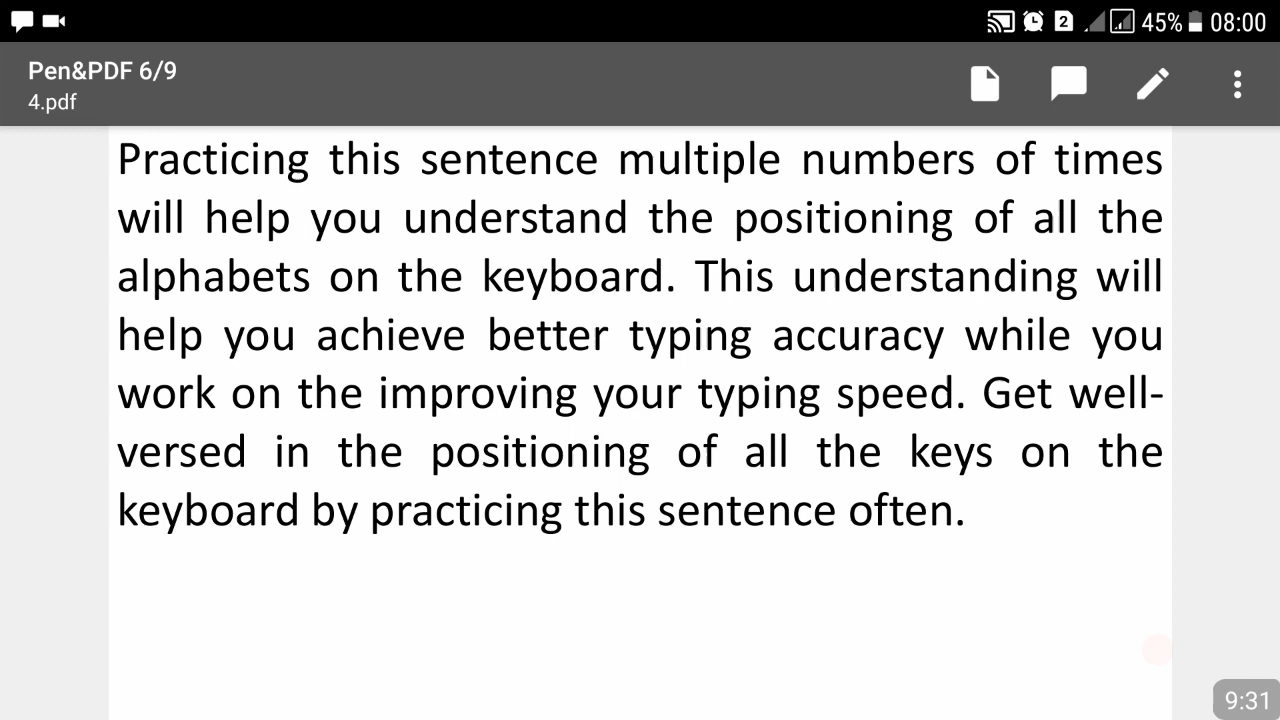 45% 08:00
Pen&PDF 6/9
4.pdf
Practicing this sentence multiple numbers of times
will help you understand the positioning of all the
alphabets on the keyboard. This understanding will
help you achieve better typing accuracy while you
work on the improving your typing speed. Get well-
versed in the positioning of all the keys on the
keyboard by practicing this sentence often.
9:31